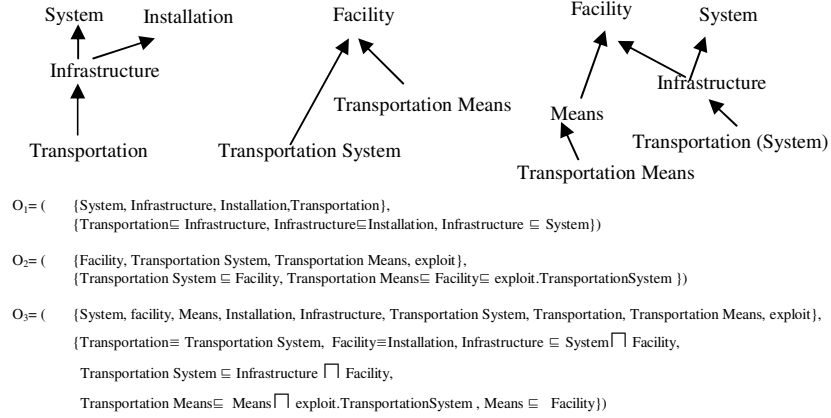 System Installation
Infrastructure
Transportation
Facility
Transportation Means
Transportation System
Facility System
Infrastructure
Means
Transportation (System)
Transportation Means
O₁= ( {System, Infrastructure, Installation,Transportation},
{Transportation⊑ Infrastructure, Infrastructure⊑Installation, Infrastructure ⊑ System})
O₂= ( {Facility, Transportation System, Transportation Means, exploit},
{Transportation System ⊑ Facility, Transportation Means⊑ Facility⊑ exploit.TransportationSystem })
O₃= ( {System, facility, Means, Installation, Infrastructure, Transportation System, Transportation, Transportation Means, exploit},
{Transportation≡ Transportation System, Facility≡Installation, Infrastructure ⊑ System⊓ Facility,
Transportation System ⊑ Infrastructure ⊓ Facility,
Transportation Means⊑ Means⊓ exploit.TransportationSystem , Means ⊑ Facility})